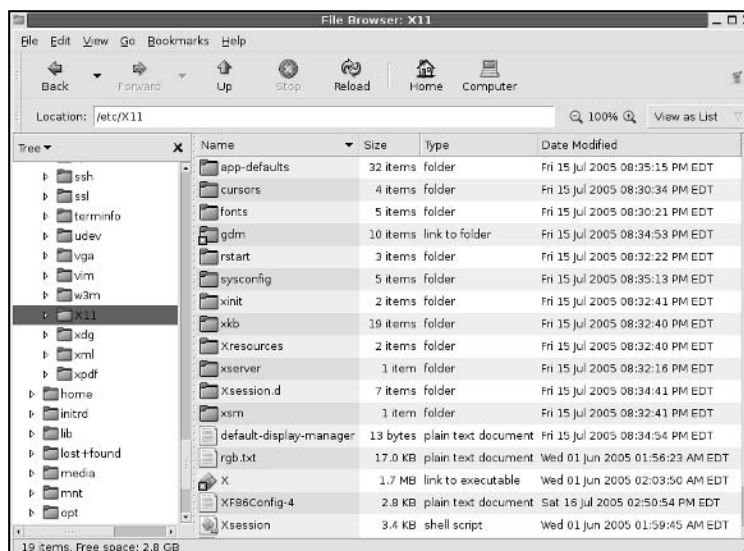 File Browser: X11
File Edit View Go Bookmarks Help
Back Forward Up Stop Reload Home Computer
Location: /etc/X11 100% View as List
Tree
ssh
ssl
terminfo
udev
vga
vim
w3m
X11
xdg
xml
xpdf
home
initrd
lib
lost+found
media
mnt
opt
Name Size Type Date Modified
app-defaults 32 items folder Fri 15 Jul 2005 08:35:15 PM EDT
cursors 4 items folder Fri 15 Jul 2005 08:30:34 PM EDT
fonts 5 items folder Fri 15 Jul 2005 08:30:21 PM EDT
gdm 10 items link to folder Fri 15 Jul 2005 08:34:53 PM EDT
rstart 3 items folder Fri 15 Jul 2005 08:32:22 PM EDT
sysconfig 5 items folder Fri 15 Jul 2005 08:35:13 PM EDT
xinit 2 items folder Fri 15 Jul 2005 08:32:41 PM EDT
xkb 19 items folder Fri 15 Jul 2005 08:32:40 PM EDT
Xresources 2 items folder Fri 15 Jul 2005 08:32:40 PM EDT
xserver 1 item folder Fri 15 Jul 2005 08:32:16 PM EDT
Xsession.d 7 items folder Fri 15 Jul 2005 08:34:41 PM EDT
xsm 1 item folder Fri 15 Jul 2005 08:32:41 PM EDT
default-display-manager 13 bytes plain text document Fri 15 Jul 2005 08:34:54 PM EDT
rgb.txt 17.0 KB plain text document Wed 01 Jun 2005 01:56:23 AM EDT
X 1.7 MB link to executable Wed 01 Jun 2005 02:03:50 AM EDT
XF86Config-4 2.8 KB plain text document Sat 16 Jul 2005 02:50:54 PM EDT
Xsession 3.4 KB shell script Wed 01 Jun 2005 01:59:45 AM EDT
19 items, Free space: 2.8 GB